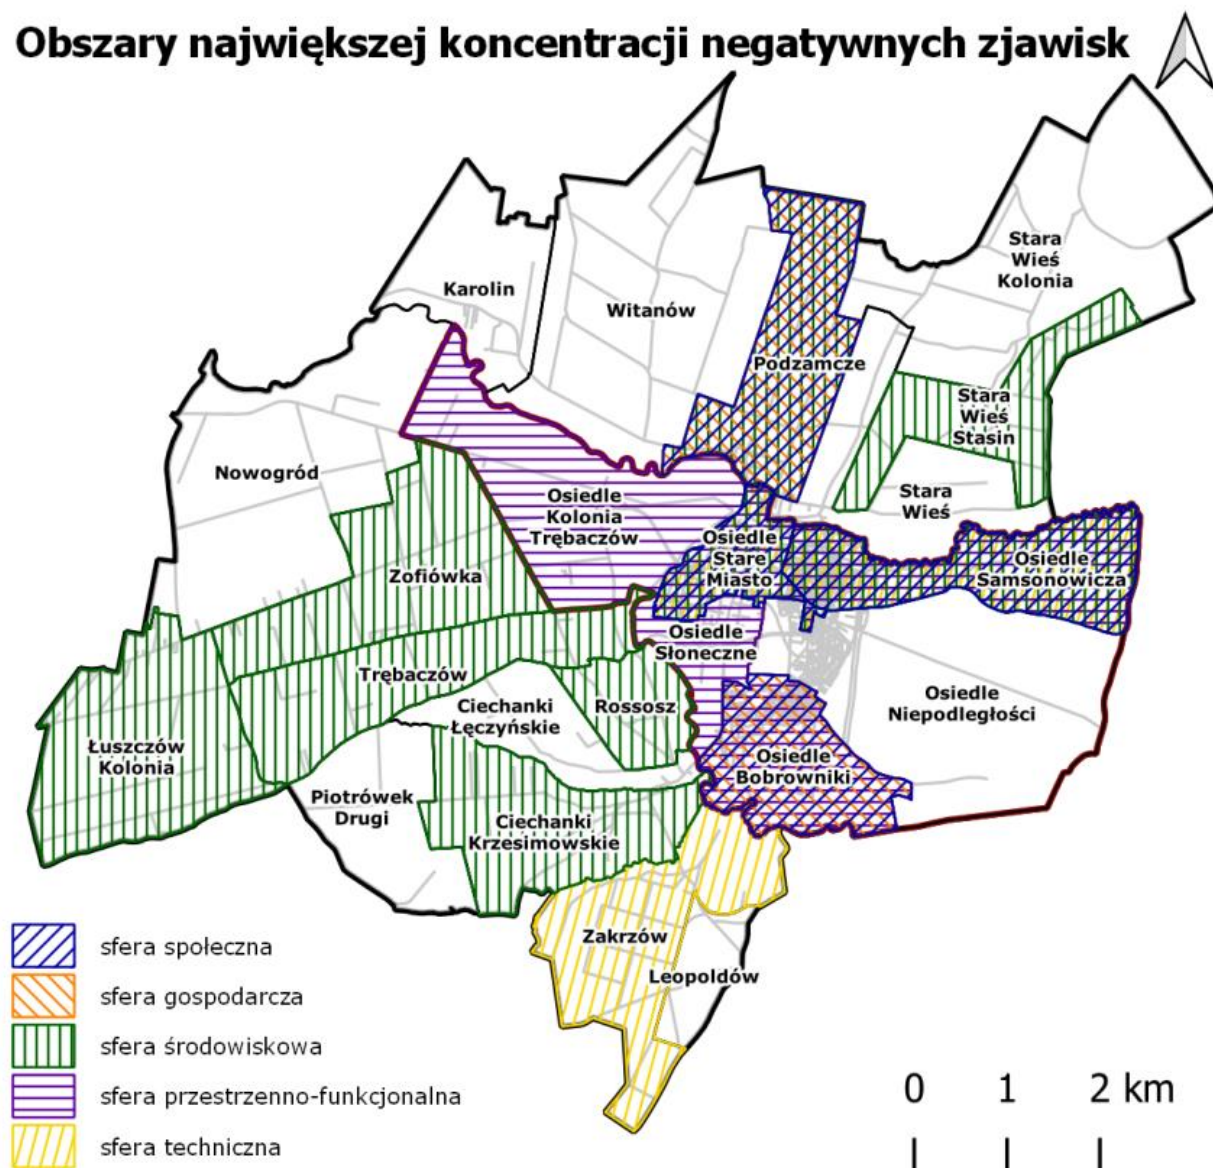 Obszary największej koncentracji negatywnych zjawisk
Karolin
Witanów
Stara
Wieś
Kolonia
Podzamcze
Stara
Wieś
Stasin
Nowogród
Stara
Wieś
Osiedle
Kolonia
Trębaczów
Osiedle
Stare
Miasto
Osiedle
Samsonowicza
Zofiówka
Osiedle
Słoneczne
Trębaczów
Ciechanki
Łęczyńskie
Rossosz
Osiedle
Niepodległości
Łuszczów
Kolonia
Osiedle
Bobrowniki
Piotrówek
Drugi
Ciechanki
Krzesimowskie
Zakrzów
Leopoldów
sfera społeczna
sfera gospodarcza
sfera środowiskowa
sfera przestrzenno-funkcjonalna
sfera techniczna
0 1 2 km